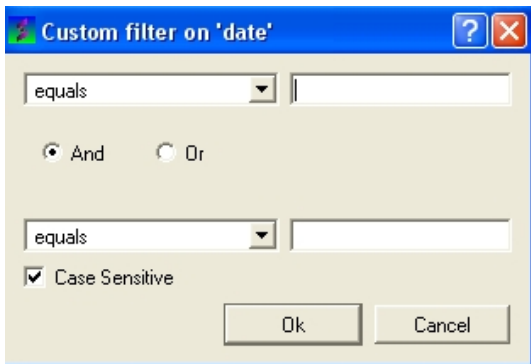 Custom filter on 'date'
?
equals
And Or
equals
Case Sensitive
Ok Cancel